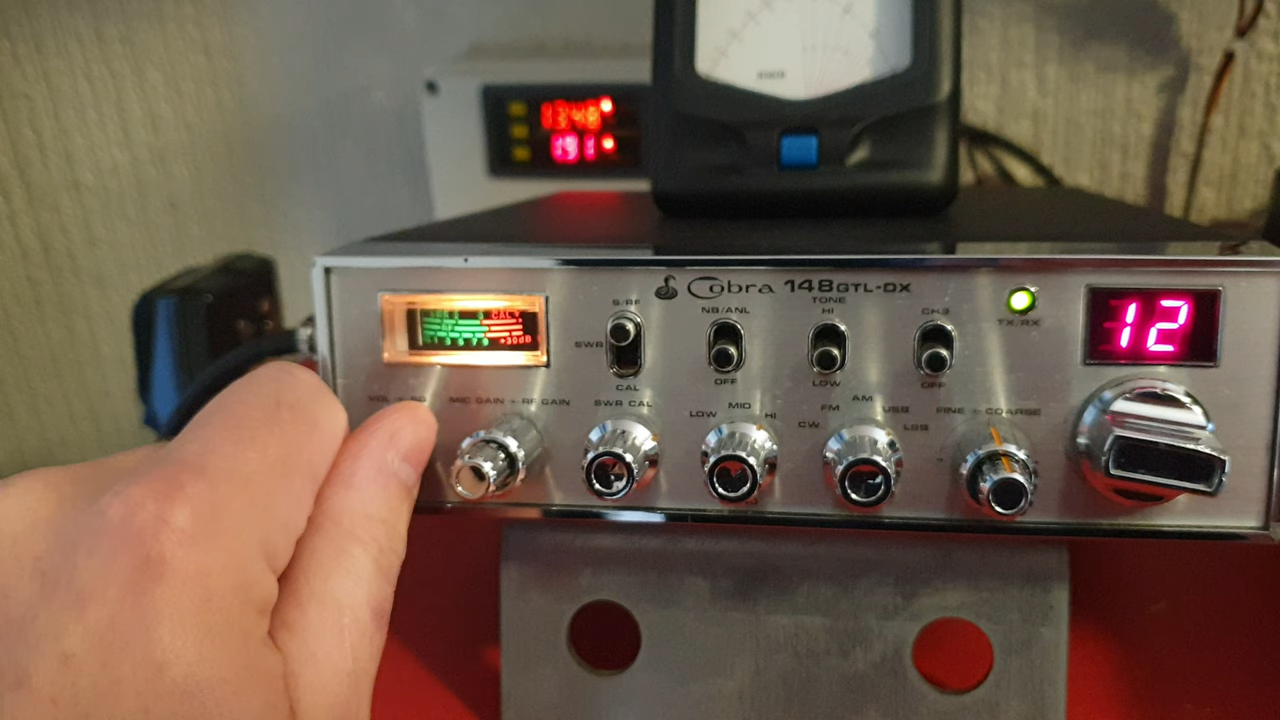 Cobra 148GTL-DX
S/RF
SWR
CAL
NB/ANL
OFF
TONE
HI
LOW
CH9
OFF
TX/RX
12
CAL
+30dB
MIC GAIN - RF GAIN
SWR CAL
LOW MID HI
CW FM AM USB LSB
FINE - COARSE